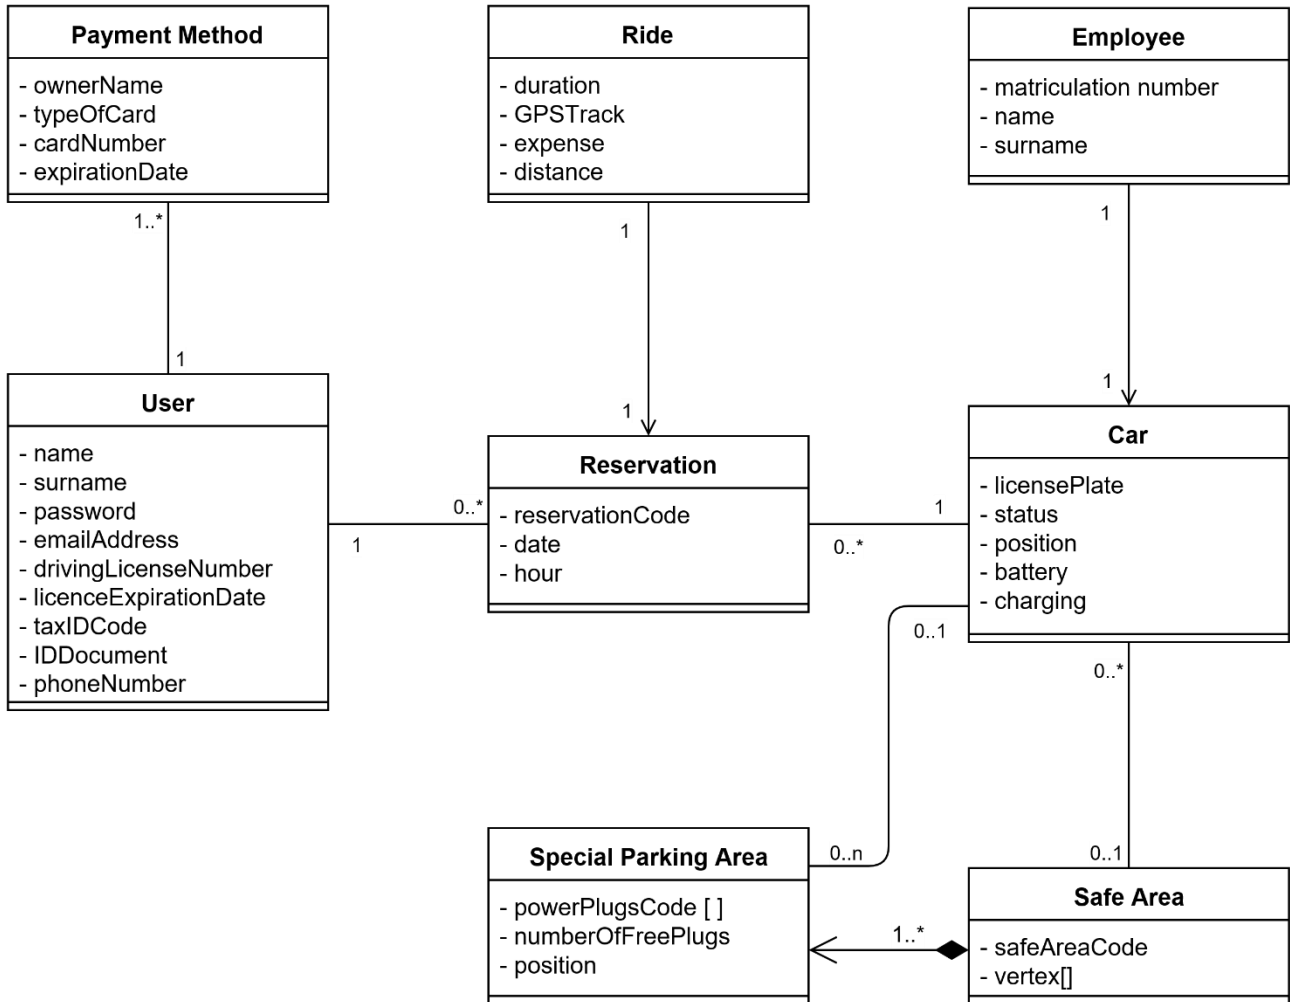 Payment Method
- ownerName
- typeOfCard
- cardNumber
- expirationDate
Ride
- duration
- GPSTrack
- expense
- distance
Employee
- matriculation number
- name
- surname
1..*
1
1
1
1
1
User
- name
- surname
- password
- emailAddress
- drivingLicenseNumber
- licenceExpirationDate
- taxIDCode
- IDDocument
- phoneNumber
0..*
1
Reservation
- reservationCode
- date
- hour
1
0..*
Car
- licensePlate
- status
- position
- battery
- charging
0..1
0..*
0..n
0..1
Special Parking Area
- powerPlugsCode [ ]
- numberOfFreePlugs
- position
1..*
Safe Area
- safeAreaCode
- vertex[]